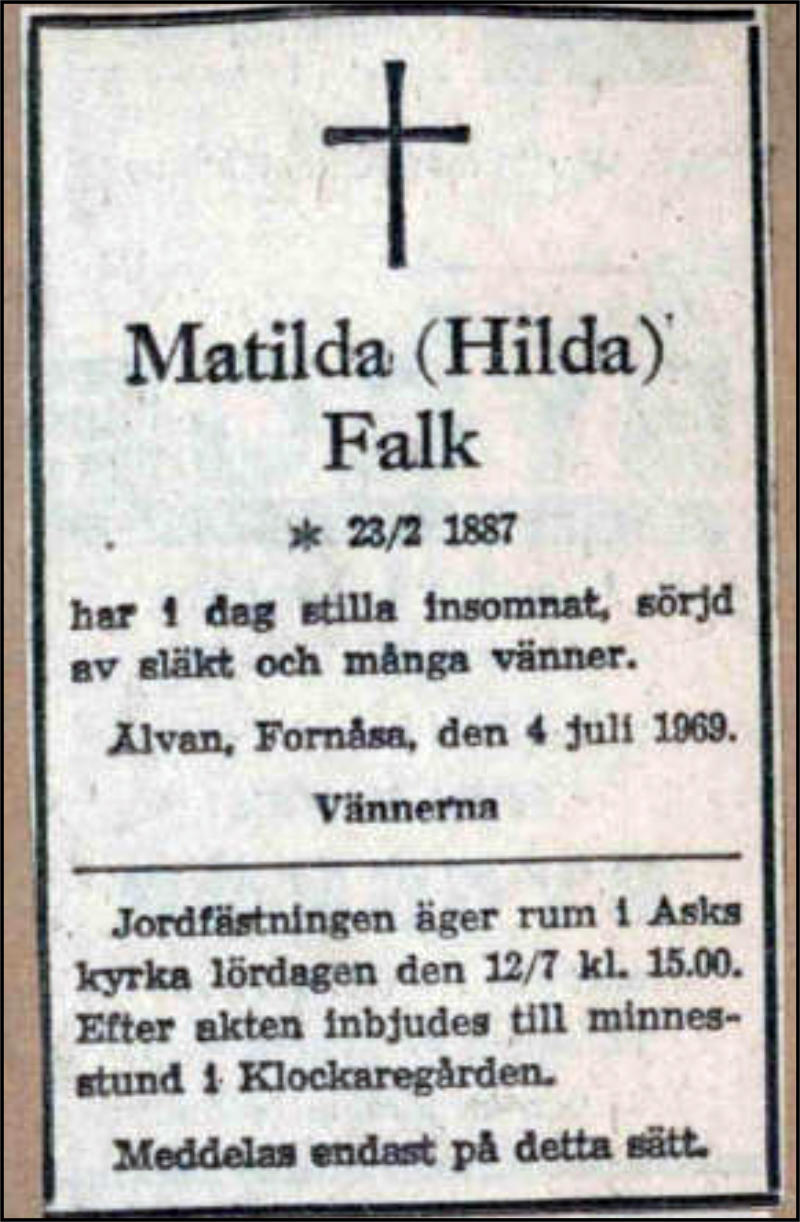 Matilda (Hilda)
Falk
* 23/2 1887
har i dag stilla insomnat, sörjd
av släkt och många vänner.
Älvan, Fornåsa, den 4 juli 1969.
Vännerna
Jordfästningen äger rum i Asks
kyrka lördagen den 12/7 kl. 15.00.
Efter akten inbjudes till minnes-
stund i Klockaregården.
Meddelas endast på detta sätt.